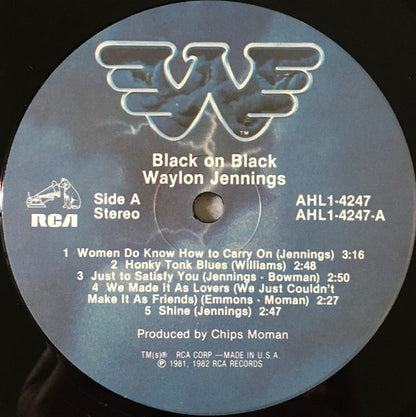 W
TM
Black on Black
Waylon Jennings
Side A
Stereo
RCA
AHL1-4247
AHL1-4247-A
1 Women Do Know How to Carry On (Jennings) 3:16
2 Honky Tonk Blues (Williams) 2:48
3 Just to Satisfy You (Jennings - Bowman) 2:50
4 We Made It As Lovers (We Just Couldn't
Make It As Friends) (Emmons - Moman) 2:27
5 Shine (Jennings) 2:47
Produced by Chips Moman
TM(s)® RCA CORP—MADE IN U.S.A.
℗ 1981, 1982 RCA RECORDS